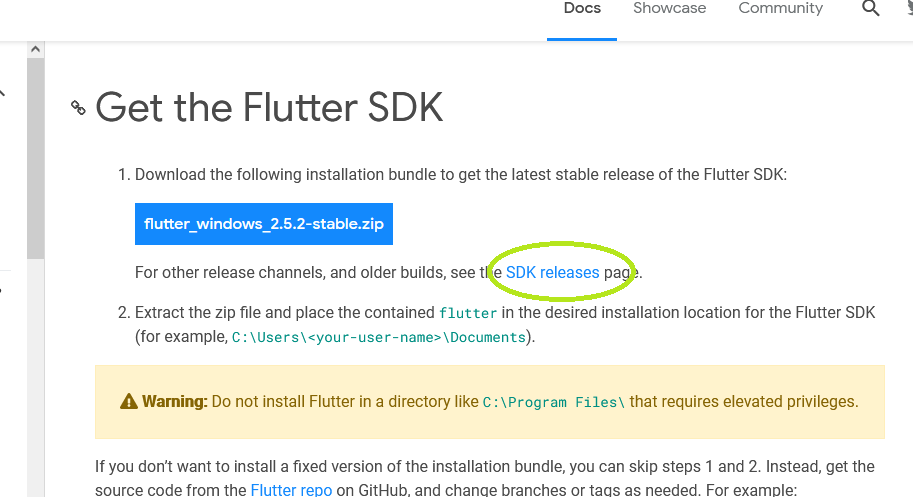 Docs Showcase Community
Get the Flutter SDK
1. Download the following installation bundle to get the latest stable release of the Flutter SDK:
flutter_windows_2.5.2-stable.zip
For other release channels, and older builds, see the SDK releases page.
2. Extract the zip file and place the contained flutter in the desired installation location for the Flutter SDK
(for example, C:\Users\<your-user-name>\Documents).
Warning: Do not install Flutter in a directory like C:\Program Files\ that requires elevated privileges.
If you don’t want to install a fixed version of the installation bundle, you can skip steps 1 and 2. Instead, get the
source code from the Flutter repo on GitHub, and change branches or tags as needed. For example: